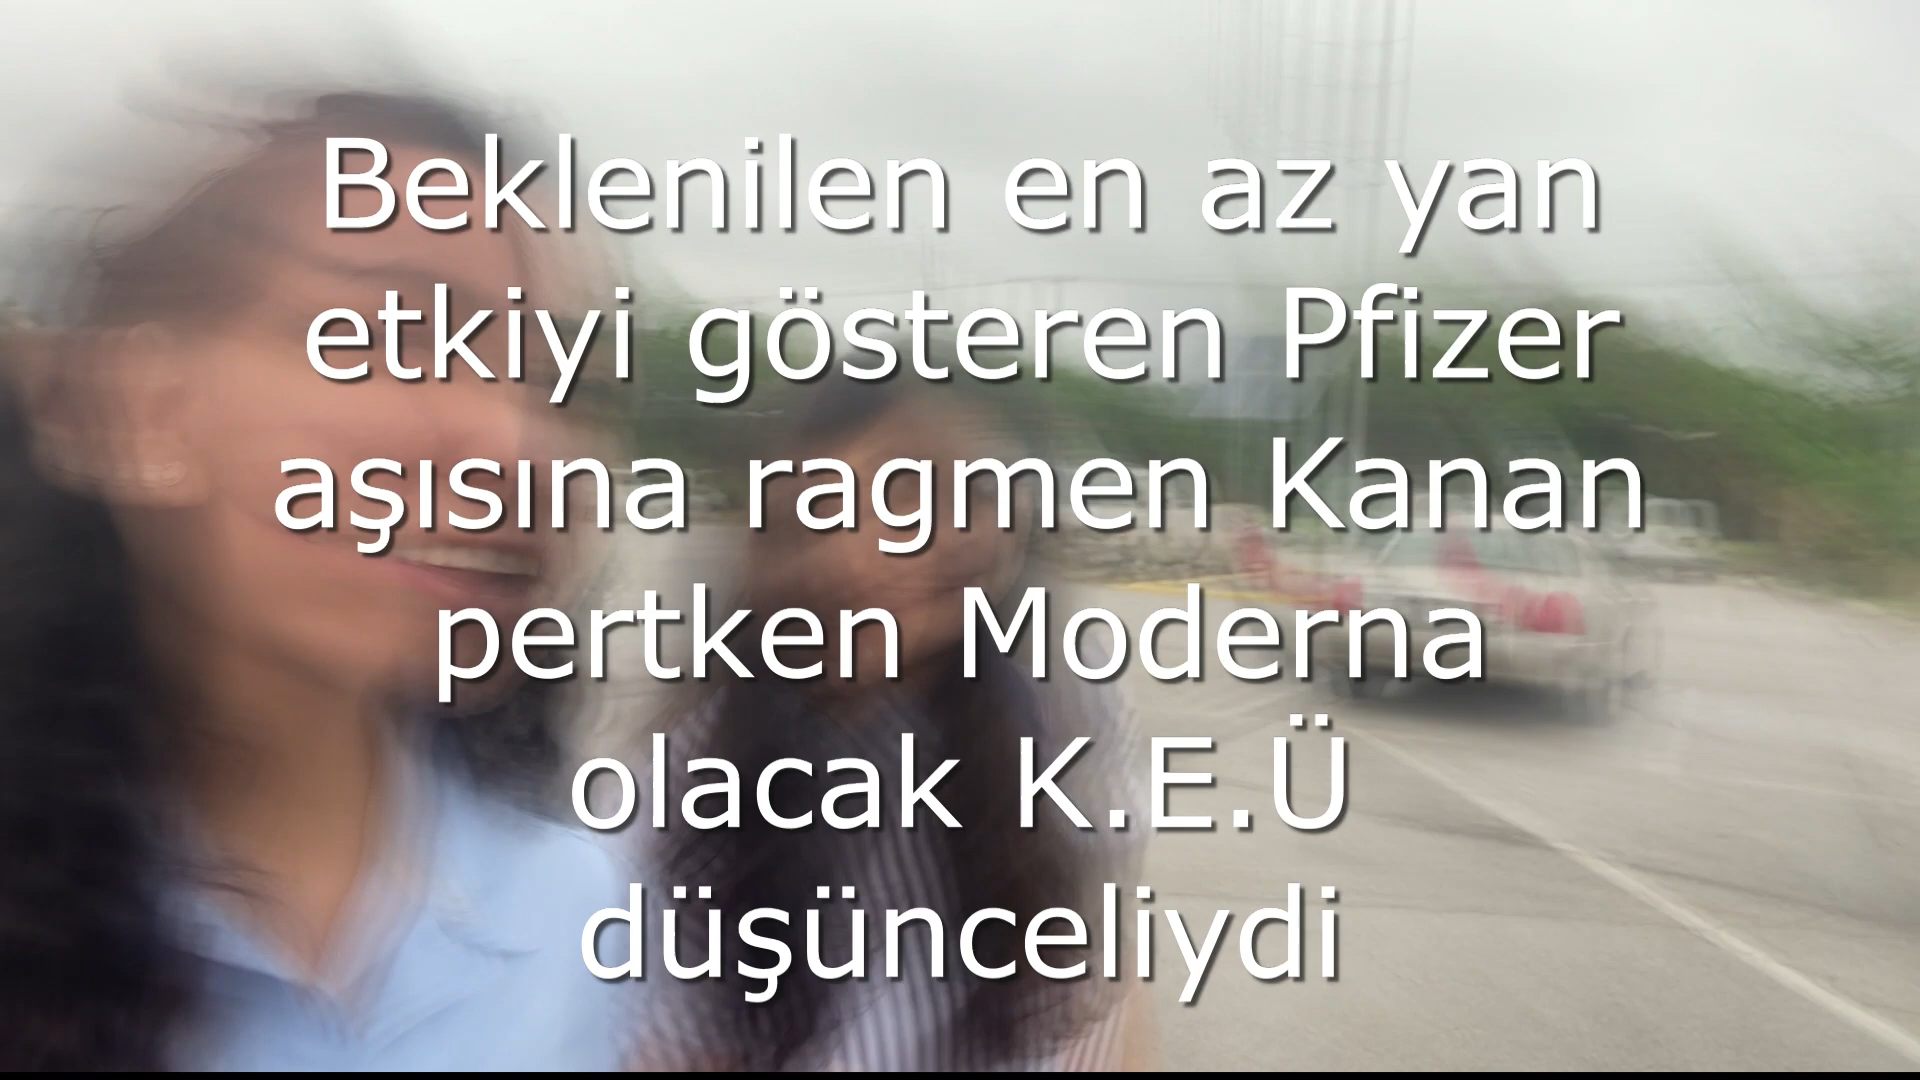 Beklenilen en az yan
etkiyi gösteren Pfizer
aşısına ragmen Kanan
pertken Moderna
olacak K.E.Ü
düşünceliydi